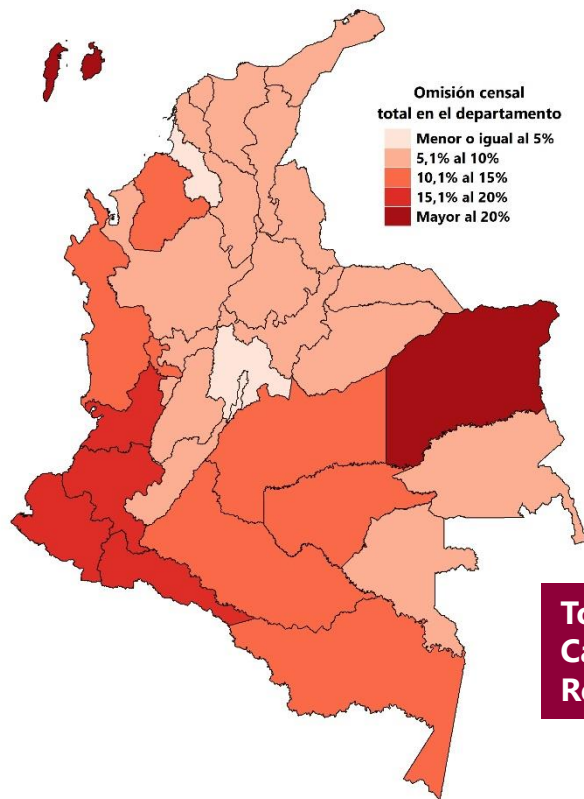 Omisión censal
total en el departamento
Menor o igual al 5%
5,1% al 10%
10,1% al 15%
15,1% al 20%
Mayor al 20%